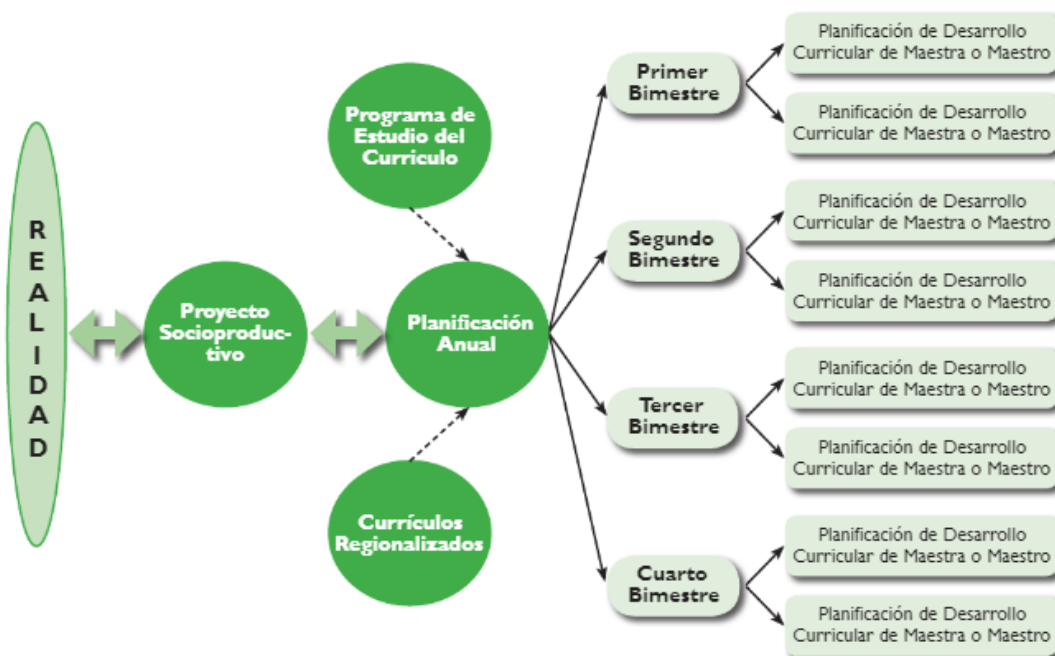 REALIDAD
Proyecto
Socioproduc-
tivo
Programa de
Estudio del
Curriculo
Planificación
Anual
Currículos
Regionalizados
Primer
Bimestre
Planificación de Desarrollo
Curricular de Maestra o Maestro
Planificación de Desarrollo
Curricular de Maestra o Maestro
Segundo
Bimestre
Planificación de Desarrollo
Curricular de Maestra o Maestro
Planificación de Desarrollo
Curricular de Maestra o Maestro
Tercer
Bimestre
Planificación de Desarrollo
Curricular de Maestra o Maestro
Planificación de Desarrollo
Curricular de Maestra o Maestro
Cuarto
Bimestre
Planificación de Desarrollo
Curricular de Maestra o Maestro
Planificación de Desarrollo
Curricular de Maestra o Maestro